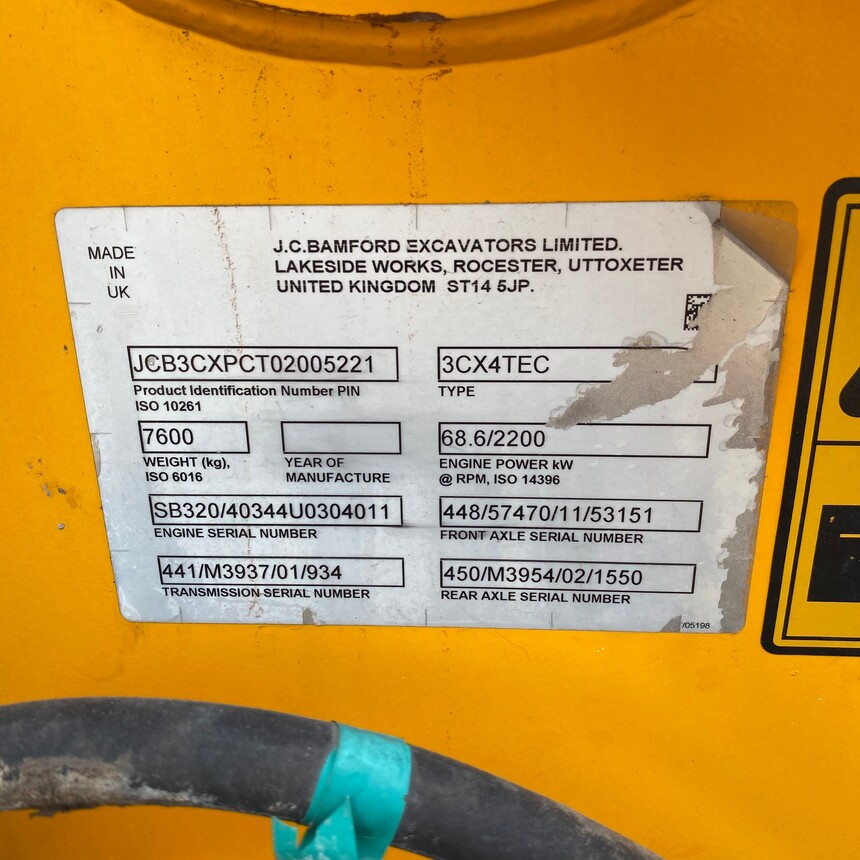 MADE
IN
UK
J.C.BAMFORD EXCAVATORS LIMITED.
LAKESIDE WORKS, ROCESTER, UTTOXETER
UNITED KINGDOM ST14 5JP.
JCB3CXPCT02005221
Product Identification Number PIN
ISO 10261
3CX4TEC
TYPE
7600
WEIGHT (kg),
ISO 6016
YEAR OF
MANUFACTURE
68.6/2200
ENGINE POWER kW
@ RPM, ISO 14396
SB320/40344U0304011
ENGINE SERIAL NUMBER
448/57470/11/53151
FRONT AXLE SERIAL NUMBER
441/M3937/01/934
TRANSMISSION SERIAL NUMBER
450/M3954/02/1550
REAR AXLE SERIAL NUMBER
/05198